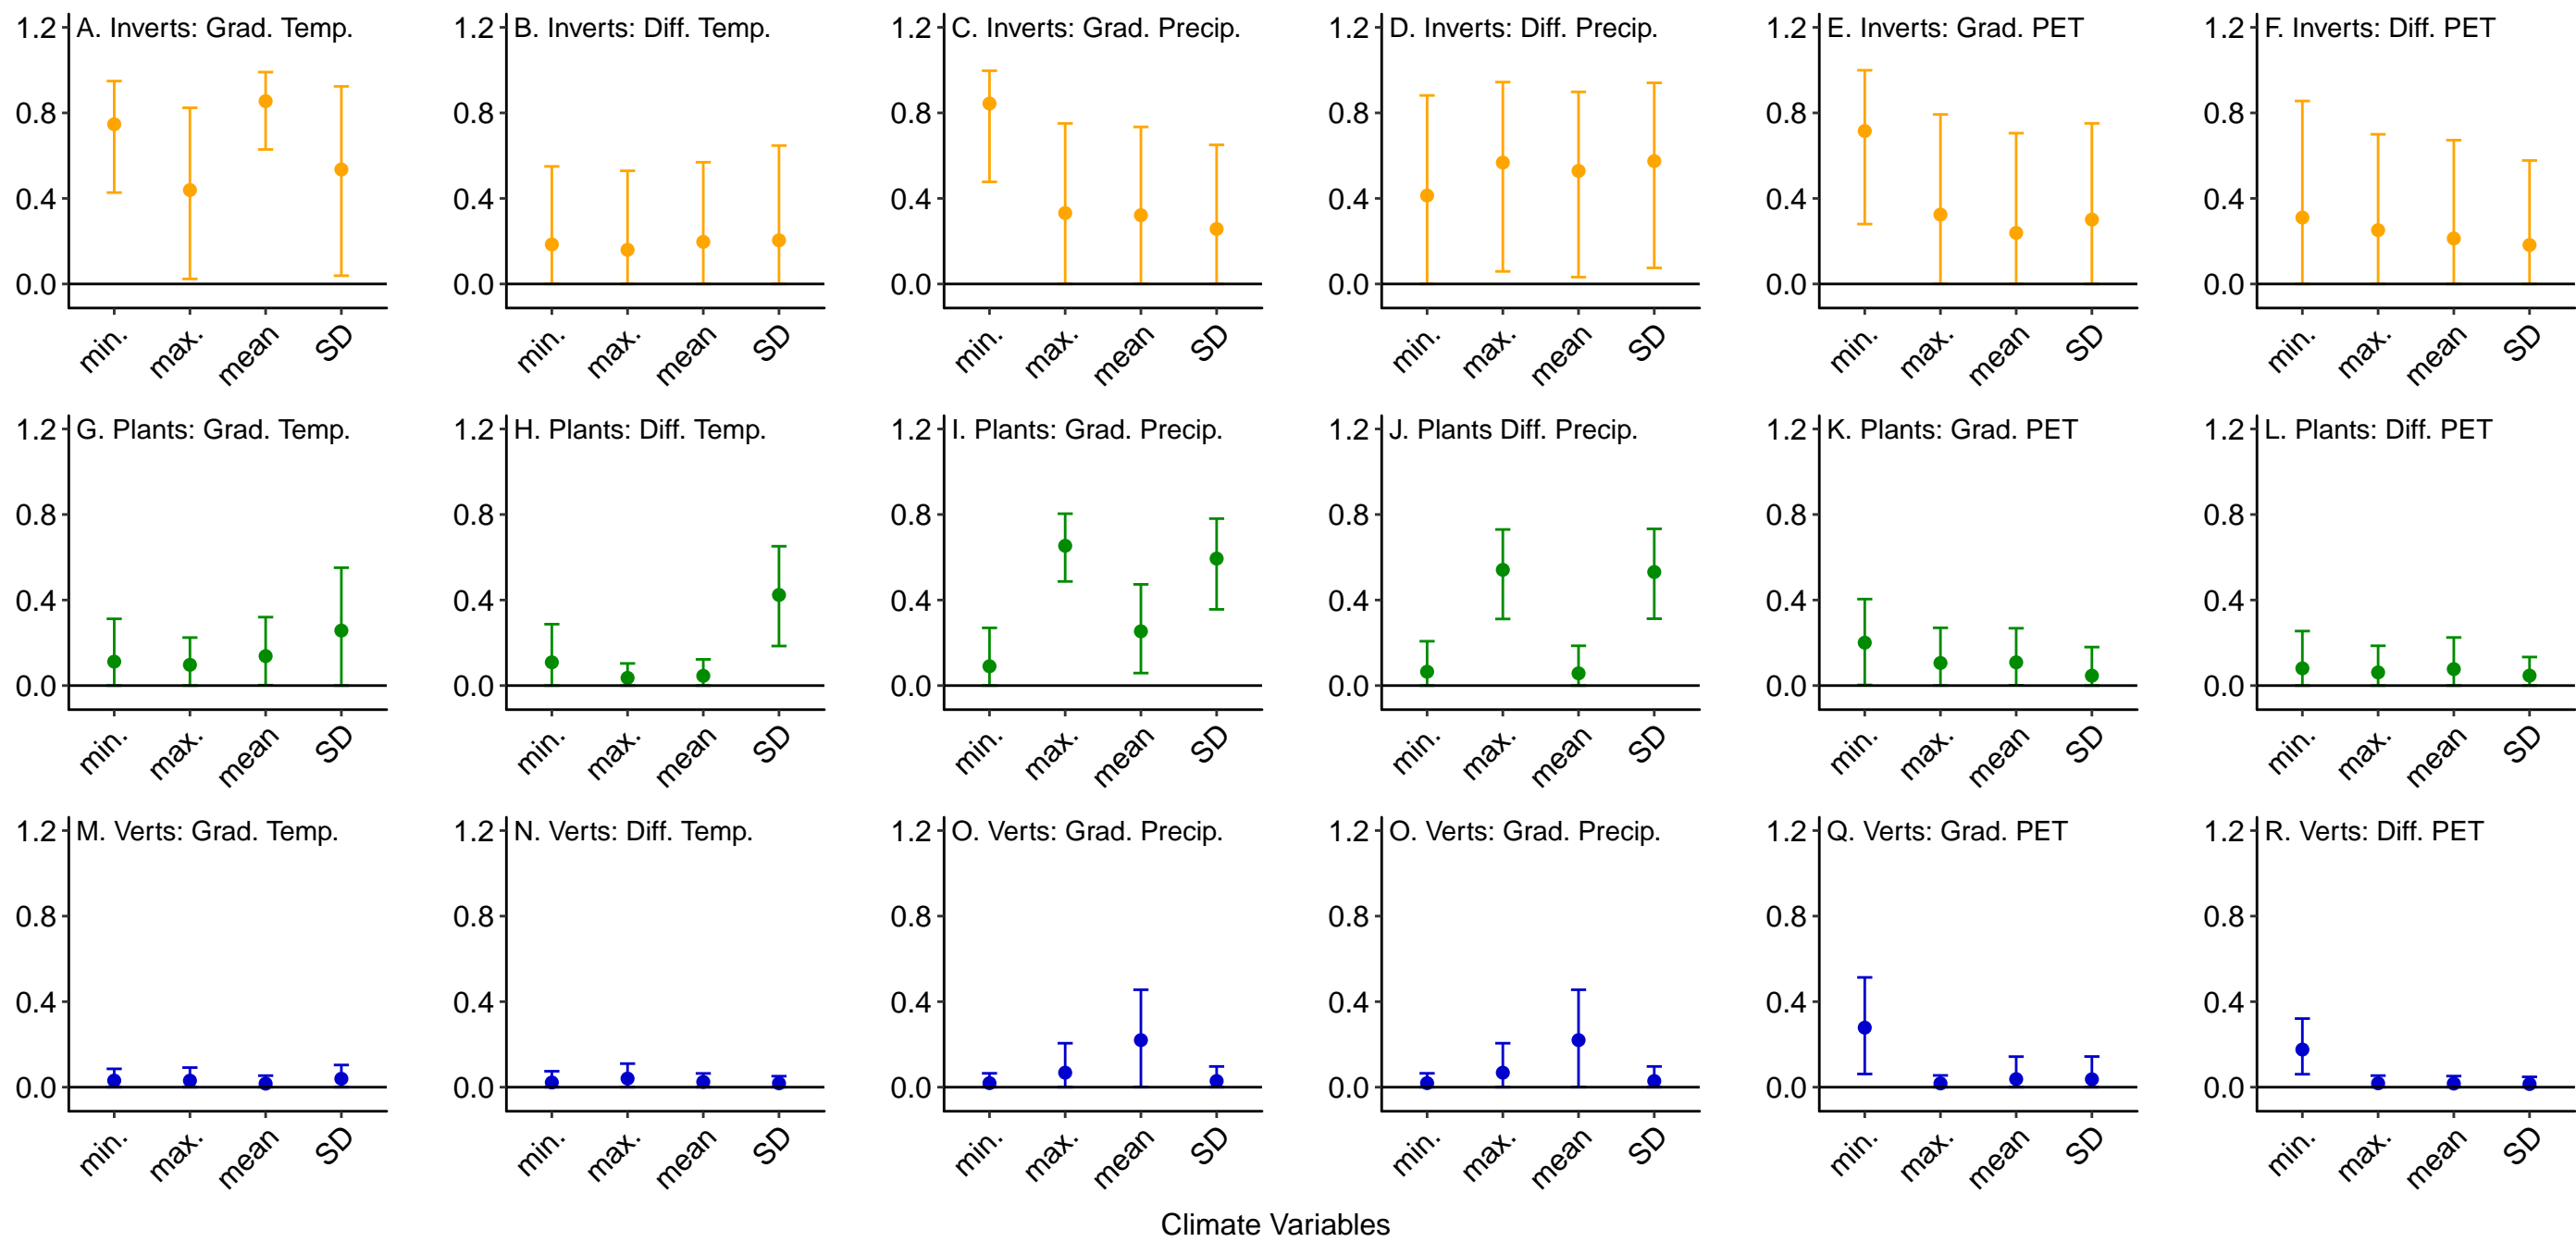 A. Inverts: Grad. Temp.
1.2
0.8
0.4
0.0
min.
max.
mean
SD
B. Inverts: Diff. Temp.
1.2
0.8
0.4
0.0
min.
max.
mean
SD
C. Inverts: Grad. Precip.
1.2
0.8
0.4
0.0
min.
max.
mean
SD
D. Inverts: Diff. Precip.
1.2
0.8
0.4
0.0
min.
max.
mean
SD
E. Inverts: Grad. PET
1.2
0.8
0.4
0.0
min.
max.
mean
SD
F. Inverts: Diff. PET
1.2
0.8
0.4
0.0
min.
max.
mean
SD
G. Plants: Grad. Temp.
1.2
0.8
0.4
0.0
min.
max.
mean
SD
H. Plants: Diff. Temp.
1.2
0.8
0.4
0.0
min.
max.
mean
SD
I. Plants: Grad. Precip.
1.2
0.8
0.4
0.0
min.
max.
mean
SD
J. Plants Diff. Precip.
1.2
0.8
0.4
0.0
min.
max.
mean
SD
K. Plants: Grad. PET
1.2
0.8
0.4
0.0
min.
max.
mean
SD
L. Plants: Diff. PET
1.2
0.8
0.4
0.0
min.
max.
mean
SD
M. Verts: Grad. Temp.
1.2
0.8
0.4
0.0
min.
max.
mean
SD
N. Verts: Diff. Temp.
1.2
0.8
0.4
0.0
min.
max.
mean
SD
O. Verts: Grad. Precip.
1.2
0.8
0.4
0.0
min.
max.
mean
SD
O. Verts: Grad. Precip.
1.2
0.8
0.4
0.0
min.
max.
mean
SD
Q. Verts: Grad. PET
1.2
0.8
0.4
0.0
min.
max.
mean
SD
R. Verts: Diff. PET
1.2
0.8
0.4
0.0
min.
max.
mean
SD
Climate Variables